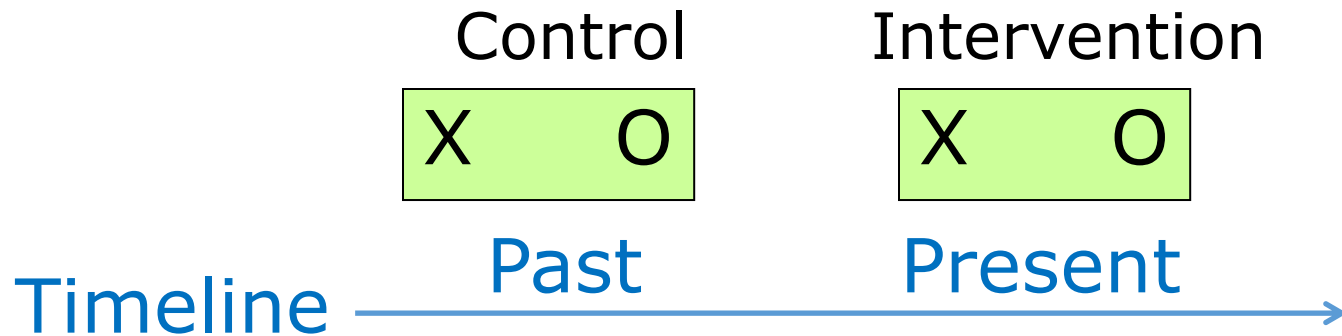 Control Intervention
X O X O
Past Present
Timeline